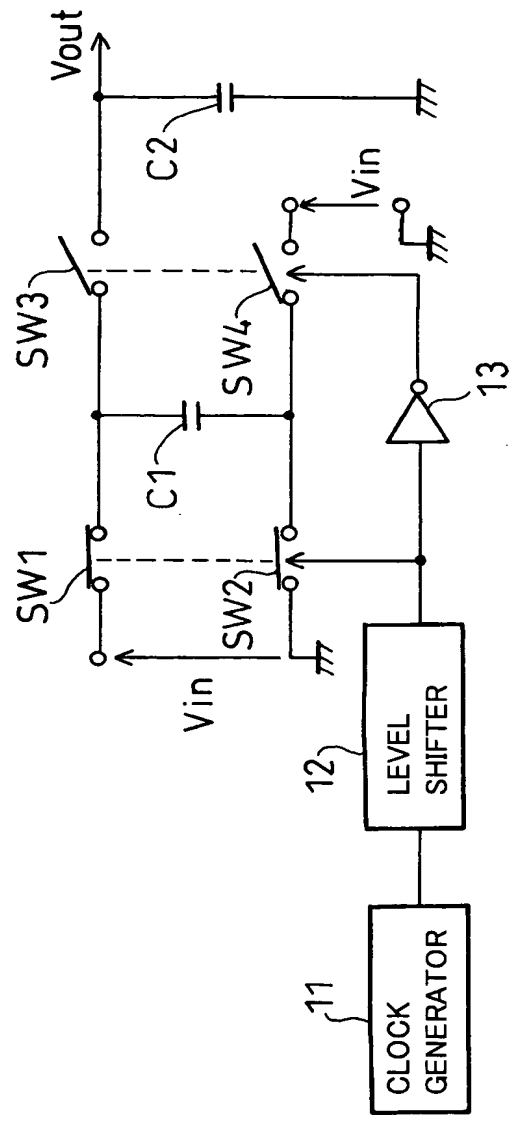 SW1
SW3
Vout
Vin
C1
C2
SW2
SW4
Vin
11
CLOCK
GENERATOR
12
LEVEL
SHIFTER
13